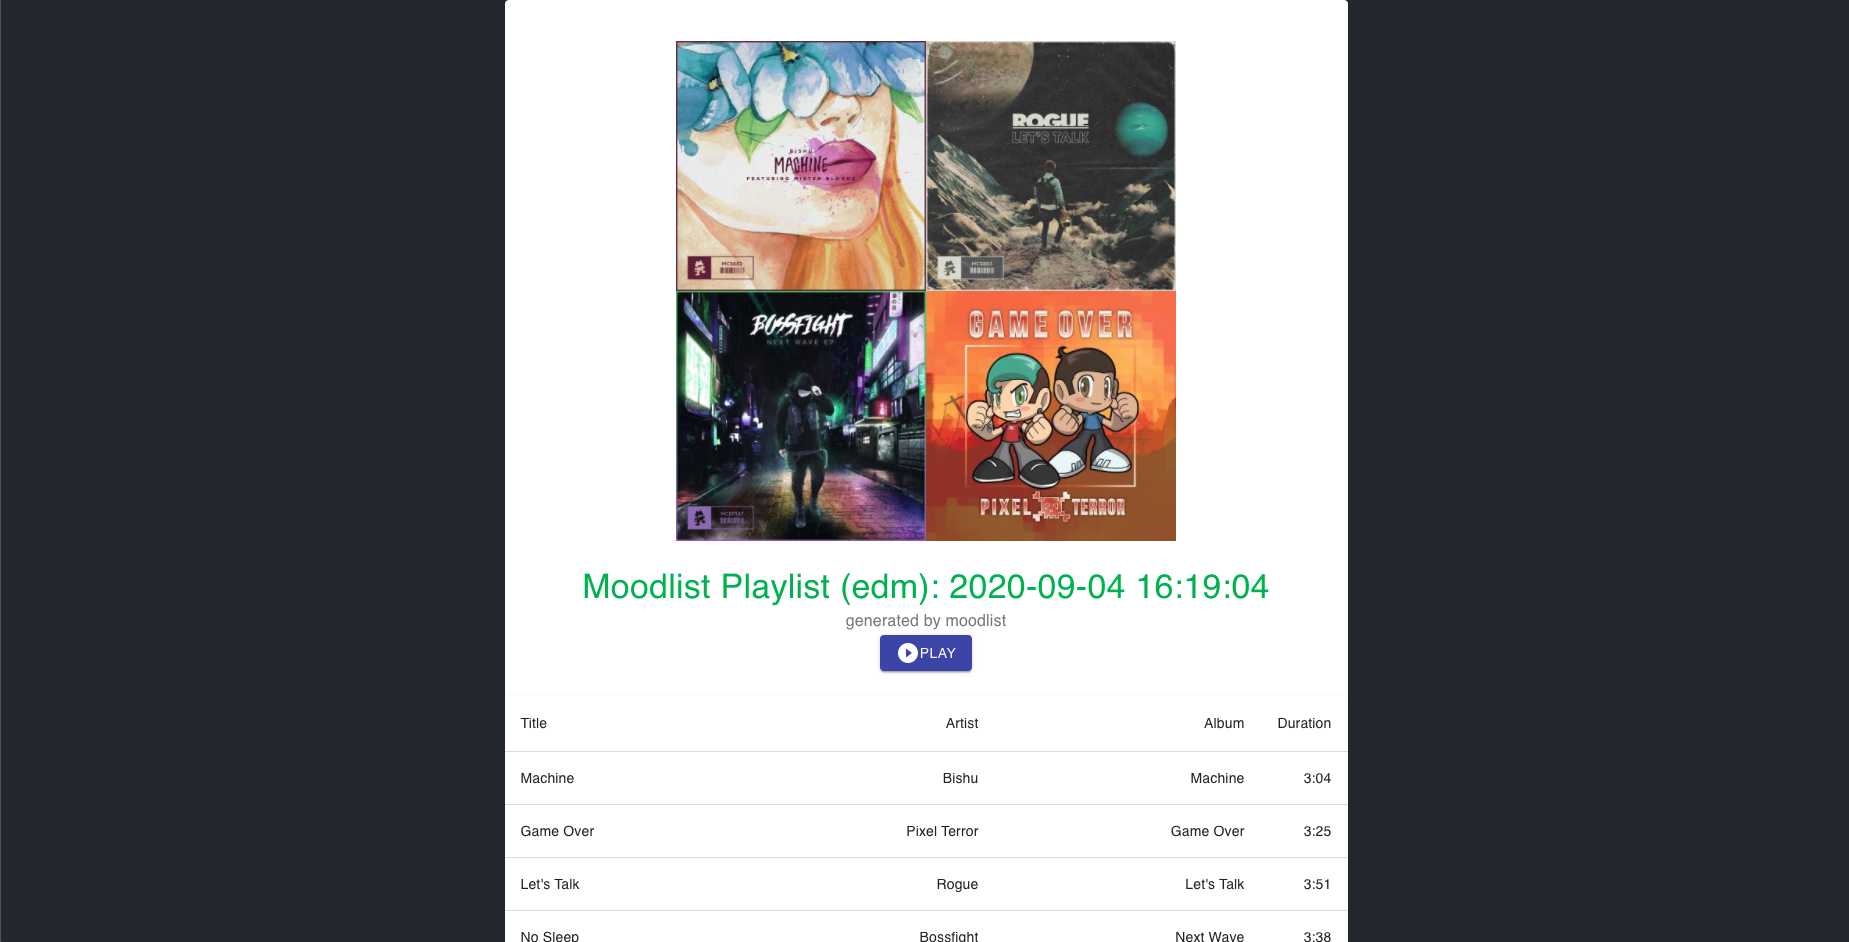 BISHU
MACHINE
FEATURING MISTER BLONDE
MCS882
ROGUE
LET'S TALK
BOSSFIGHT
NEXT WAVE EP
MCEP147
GAME OVER
PIXEL TERROR
Moodlist Playlist (edm): 2020-09-04 16:19:04
generated by moodlist
PLAY
Title Artist Album Duration
Machine Bishu Machine 3:04
Game Over Pixel Terror Game Over 3:25
Let's Talk Rogue Let's Talk 3:51
No Sleep Bossfight Next Wave 3:38